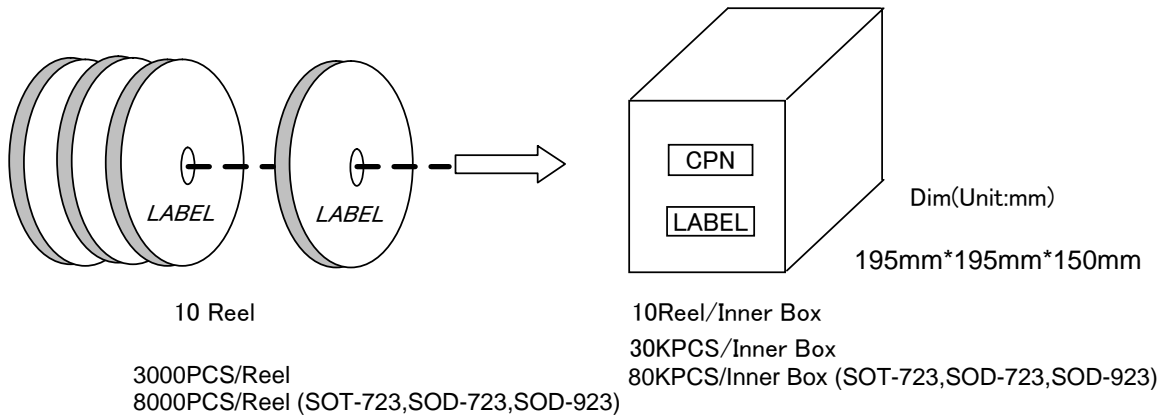 LABEL
LABEL
CPN
LABEL
Dim(Unit:mm)
195mm*195mm*150mm
10 Reel
3000PCS/Reel
8000PCS/Reel (SOT-723,SOD-723,SOD-923)
10Reel/Inner Box
30KPCS/Inner Box
80KPCS/Inner Box (SOT-723,SOD-723,SOD-923)